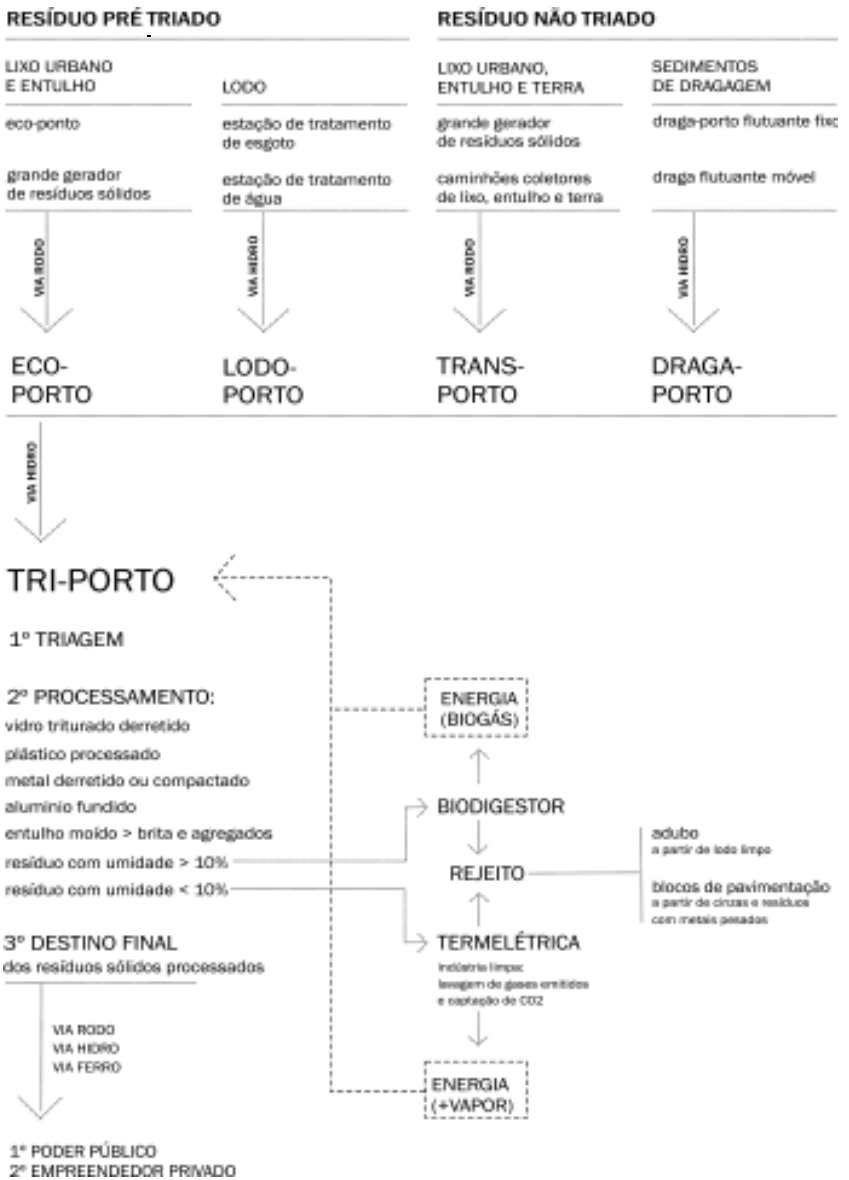 RESÍDUO PRÉ TRIADO
LIXO URBANO
E ENTULHO
eco-ponto
grande gerador
de resíduos sólidos
VIA RODO
ECO-
PORTO
LODO
estação de tratamento
de esgoto
estação de tratamento
de água
VIA HIDRO
LODO-
PORTO
RESÍDUO NÃO TRIADO
LIXO URBANO,
ENTULHO E TERRA
grande gerador
de resíduos sólidos
caminhões coletores
de lixo, entulho e terra
VIA RODO
TRANS-
PORTO
SEDIMENTOS
DE DRAGAGEM
draga-porto flutuante fixo
draga flutuante móvel
VIA HIDRO
DRAGA-
PORTO
VIA HIDRO
TRI-PORTO
1º TRIAGEM
2º PROCESSAMENTO:
vidro triturado derretido
plástico processado
metal derretido ou compactado
aluminio fundido
entulho moído > brita e agregados
resíduo com umidade > 10%
resíduo com umidade < 10%
3º DESTINO FINAL
dos resíduos sólidos processados
VIA RODO
VIA HIDRO
VIA FERRO
1º PODER PÚBLICO
2º EMPREENDEDOR PRIVADO
ENERGIA
(BIOGÁS)
BIODIGESTOR
REJEITO
adubo
a partir de lodo limpo
blocos de pavimentação
a partir de cinzas e resíduos
com metais pesados
TERMELÉTRICA
indústria limpa:
lavagem de gases emitidos
e captação de CO2
ENERGIA
(+VAPOR)